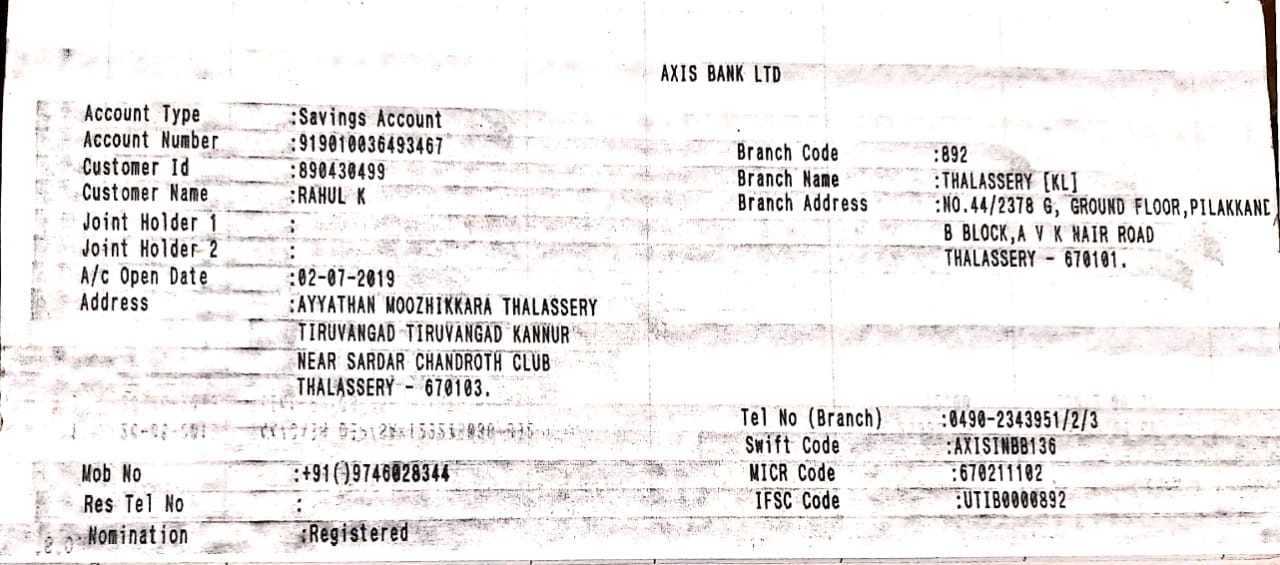 AXIS BANK LTD
Account Type :Savings Account
Account Number :919010036493467
Customer Id :890430499
Customer Name :RAHUL K
Joint Holder 1 :
Joint Holder 2 :
A/c Open Date :02-07-2019
Address :AYYATHAN MOOZHIKKARA THALASSERY
TIRUVANGAD TIRUVANGAD KANNUR
NEAR SARDAR CHANDROTH CLUB
THALASSERY - 670103.
Mob No :+91()9746028344
Res Tel No :
Nomination :Registered
Branch Code :892
Branch Name :THALASSERY [KL]
Branch Address :NO.44/2378 G, GROUND FLOOR,PILAKKAND
B BLOCK,A V K NAIR ROAD
THALASSERY - 670101.
Tel No (Branch) :0490-2343951/2/3
Swift Code :AXISINBB136
MICR Code :670211102
IFSC Code :UTIB0000892